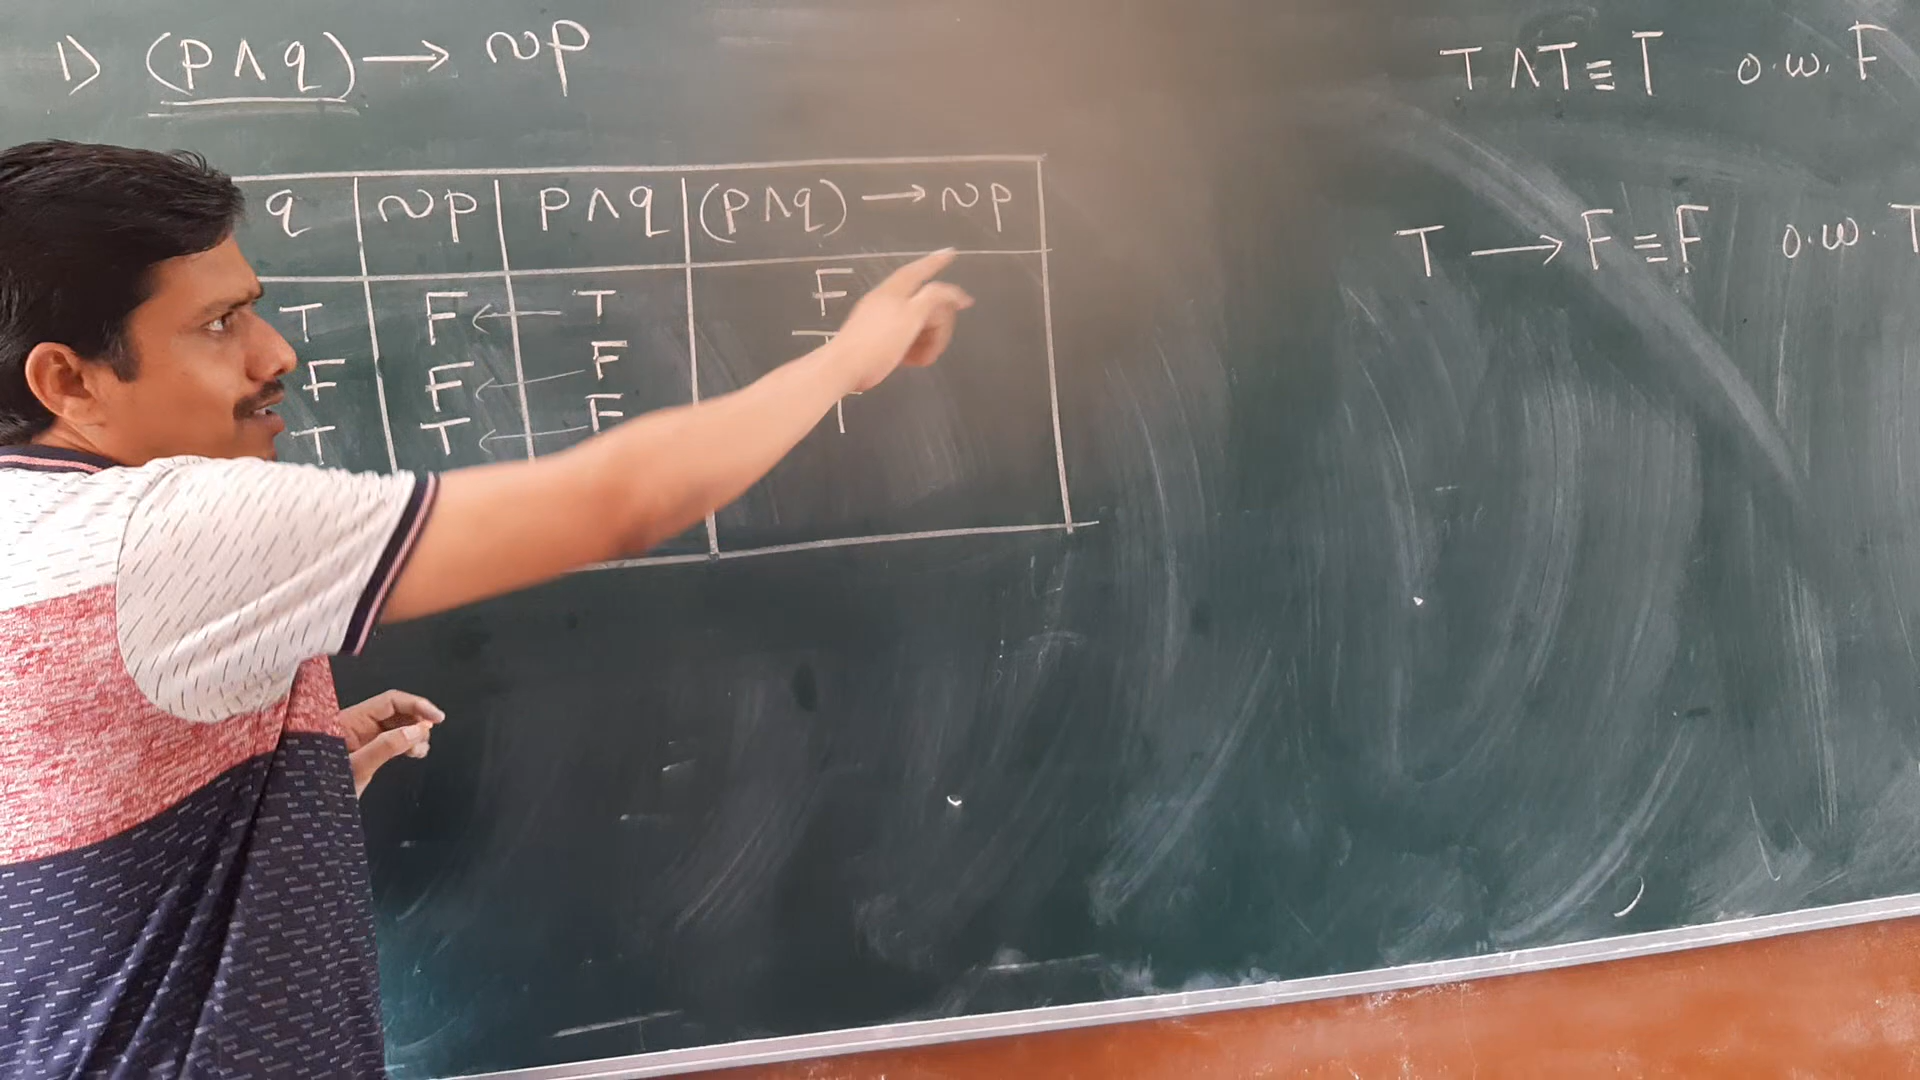 1) (p ∧ q) → ~p
T ∧ T ≡ T o.w. F
T → F ≡ F o.w. T
q ~p p ∧ q (p ∧ q) → ~p
T F ← T F
F F ← F T
T T ← F T